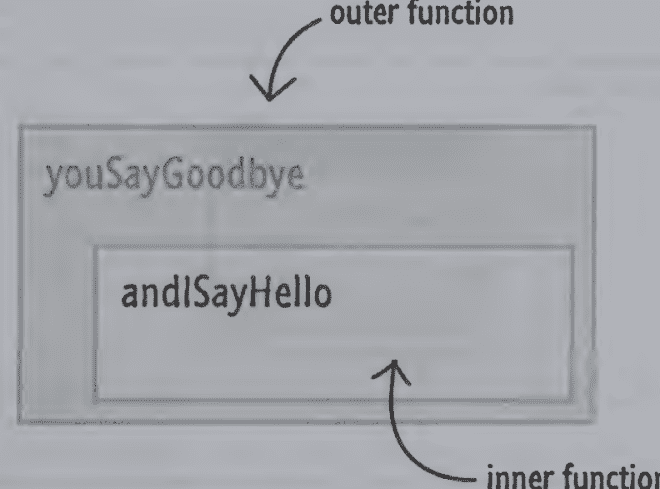 outer function
youSayGoodbye
andISayHello
inner function